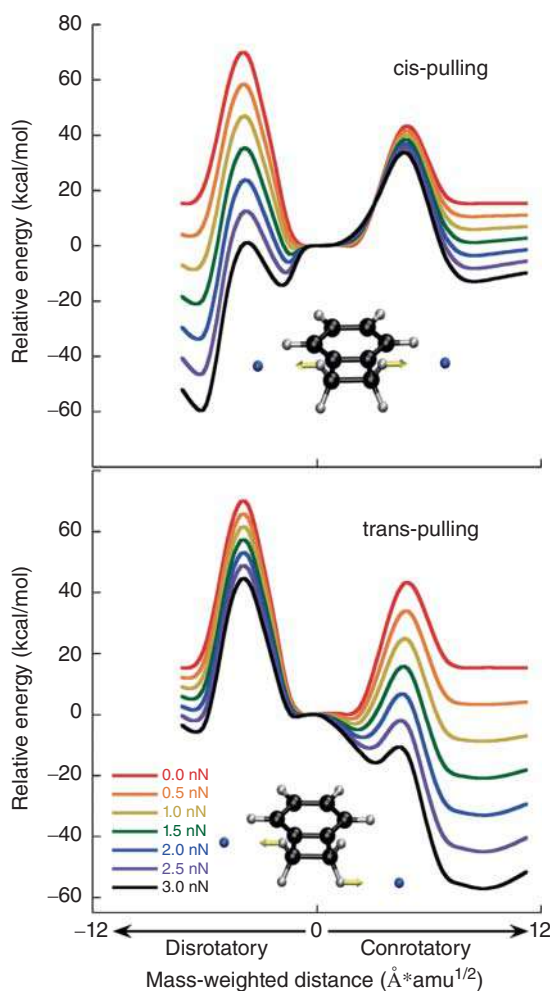 80
60
40
20
0
−20
−40
−60
Relative energy (kcal/mol)
cis-pulling
60
40
20
0
−20
−40
−60
Relative energy (kcal/mol)
trans-pulling
0.0 nN
0.5 nN
1.0 nN
1.5 nN
2.0 nN
2.5 nN
3.0 nN
−12 0 12
Disrotatory Conrotatory
Mass-weighted distance (Å*amu1/2)